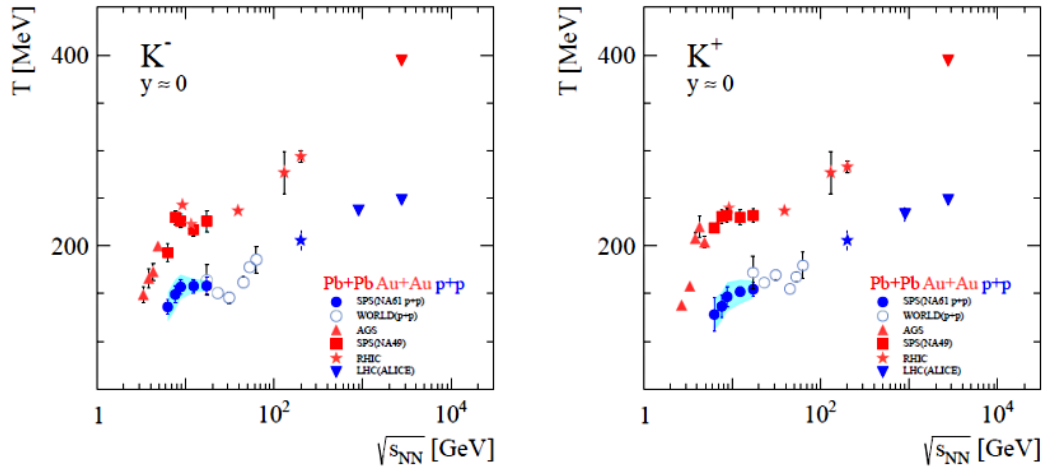 T [MeV]
400
200
K⁻
y ≈ 0
Pb+Pb Au+Au p+p
SPS(NA61 p+p)
WORLD(p+p)
AGS
SPS(NA49)
RHIC
LHC(ALICE)
1
10²
10⁴
√sNN [GeV]
T [MeV]
400
200
K⁺
y ≈ 0
Pb+Pb Au+Au p+p
SPS(NA61 p+p)
WORLD(p+p)
AGS
SPS(NA49)
RHIC
LHC(ALICE)
1
10²
10⁴
√sNN [GeV]